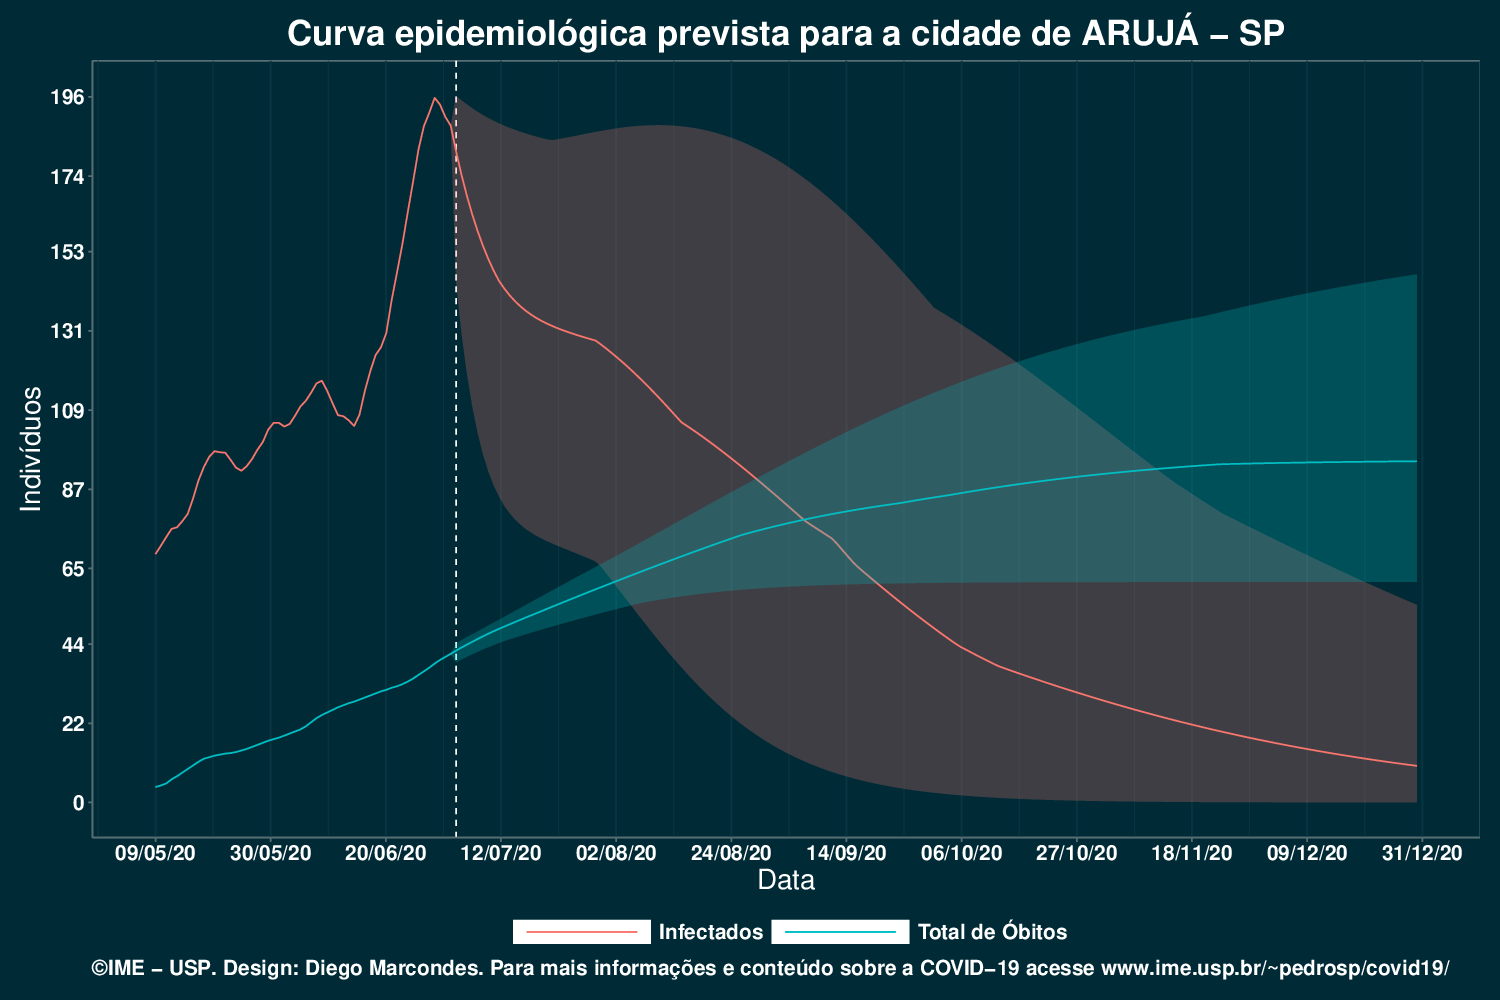 Curva epidemiológica prevista para a cidade de ARUJÁ – SP
196
174
153
131
109
87
65
44
22
0
Indivíduos
09/05/20 30/05/20 20/06/20 12/07/20 02/08/20 24/08/20 14/09/20 06/10/20 27/10/20 18/11/20 09/12/20 31/12/20
Data
Infectados Total de Óbitos
©IME – USP. Design: Diego Marcondes. Para mais informações e conteúdo sobre a COVID–19 acesse www.ime.usp.br/~pedrosp/covid19/